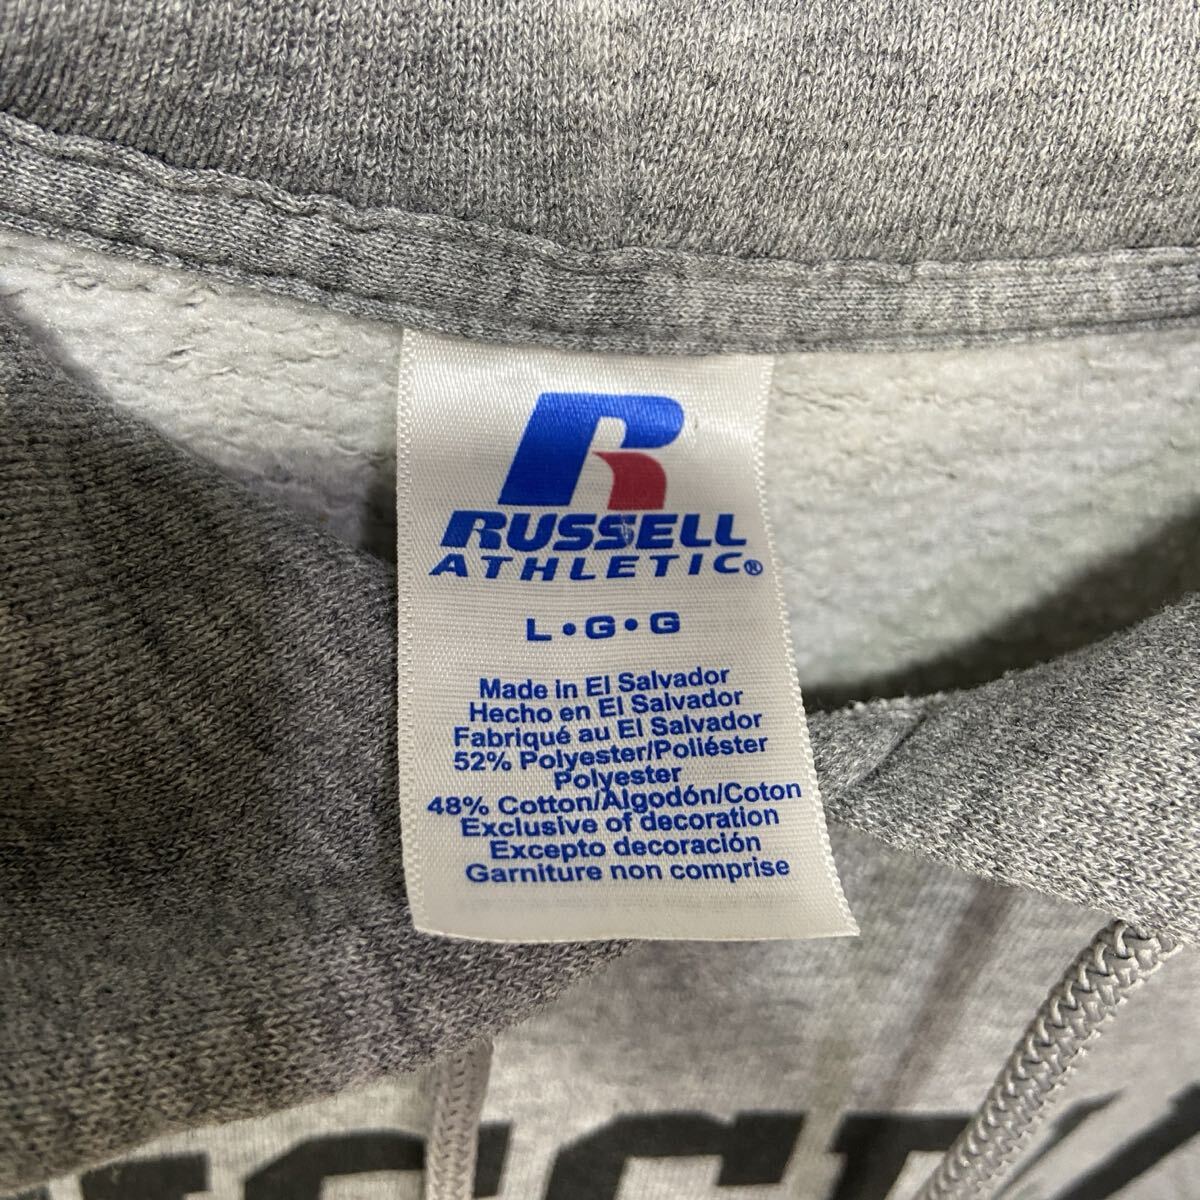 RUSSELL
ATHLETIC®
L•G•G
Made in El Salvador
Hecho en El Salvador
Fabriqué au El Salvador
52% Polyester/Poliéster
Polyester
48% Cotton/Algodón/Coton
Exclusive of decoration
Excepto decoración
Garniture non comprise